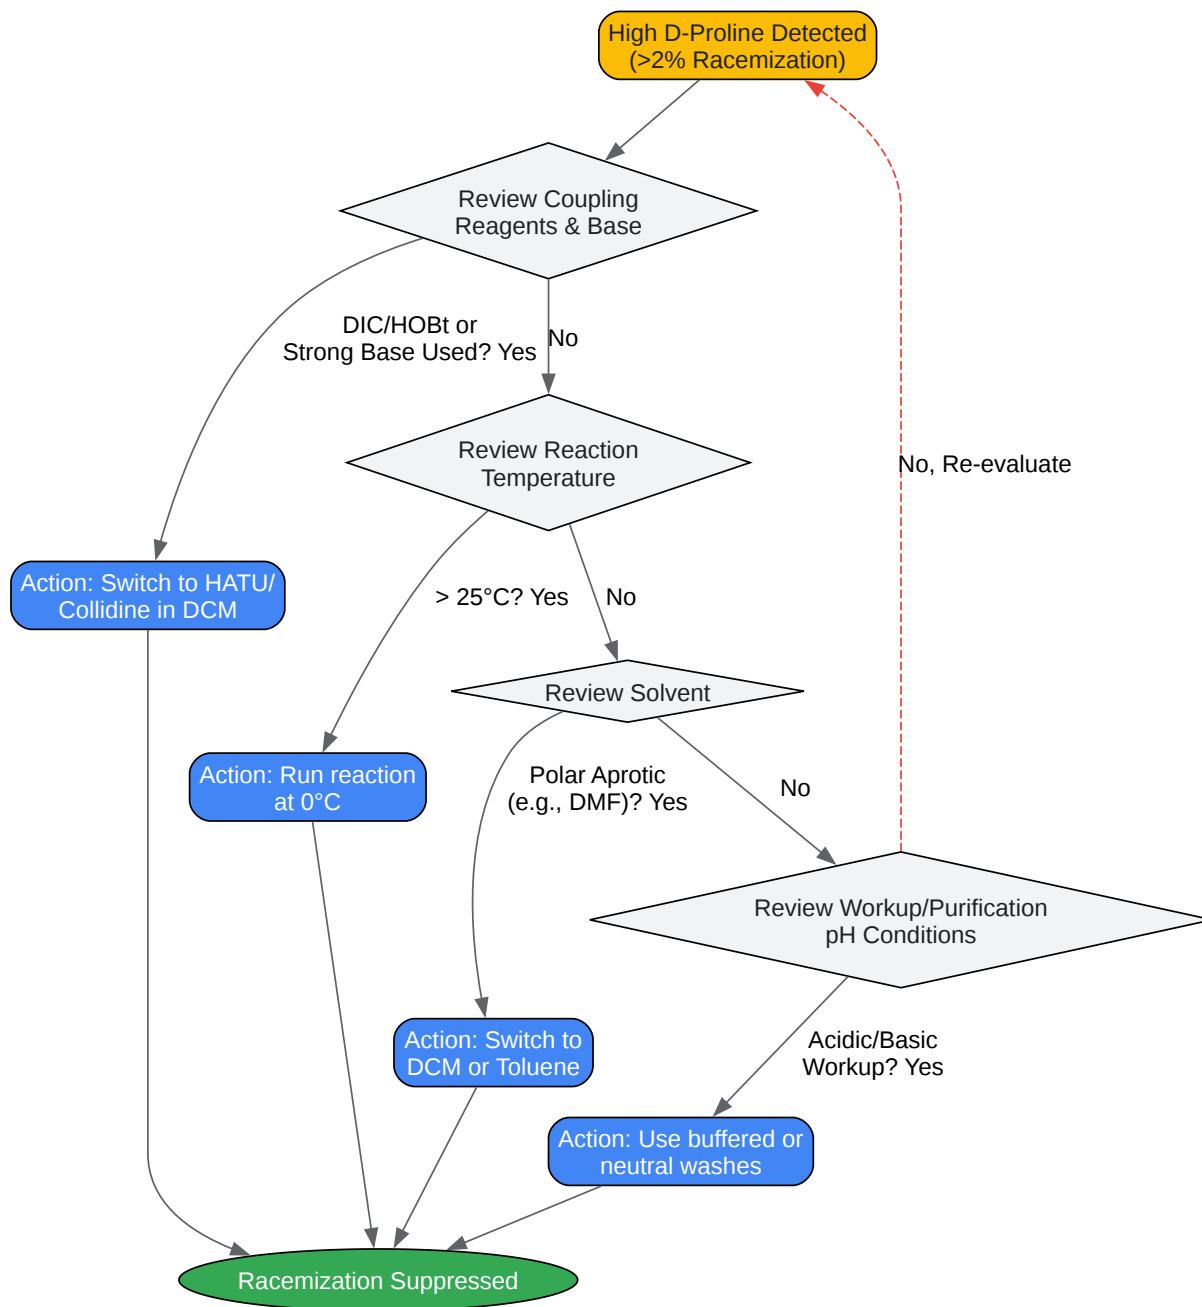 High D-Proline Detected
(>2% Racemization)
Review Coupling
Reagents & Base
DIC/HOBt or
Strong Base Used? Yes
No
Review Reaction
Temperature
No, Re-evaluate
Action: Switch to HATU/
Collidine in DCM
> 25°C? Yes
No
Review Solvent
Action: Run reaction
at 0°C
Polar Aprotic
(e.g., DMF)? Yes
No
Review Workup/Purification
pH Conditions
Action: Switch to
DCM or Toluene
Acidic/Basic
Workup? Yes
Action: Use buffered or
neutral washes
Racemization Suppressed